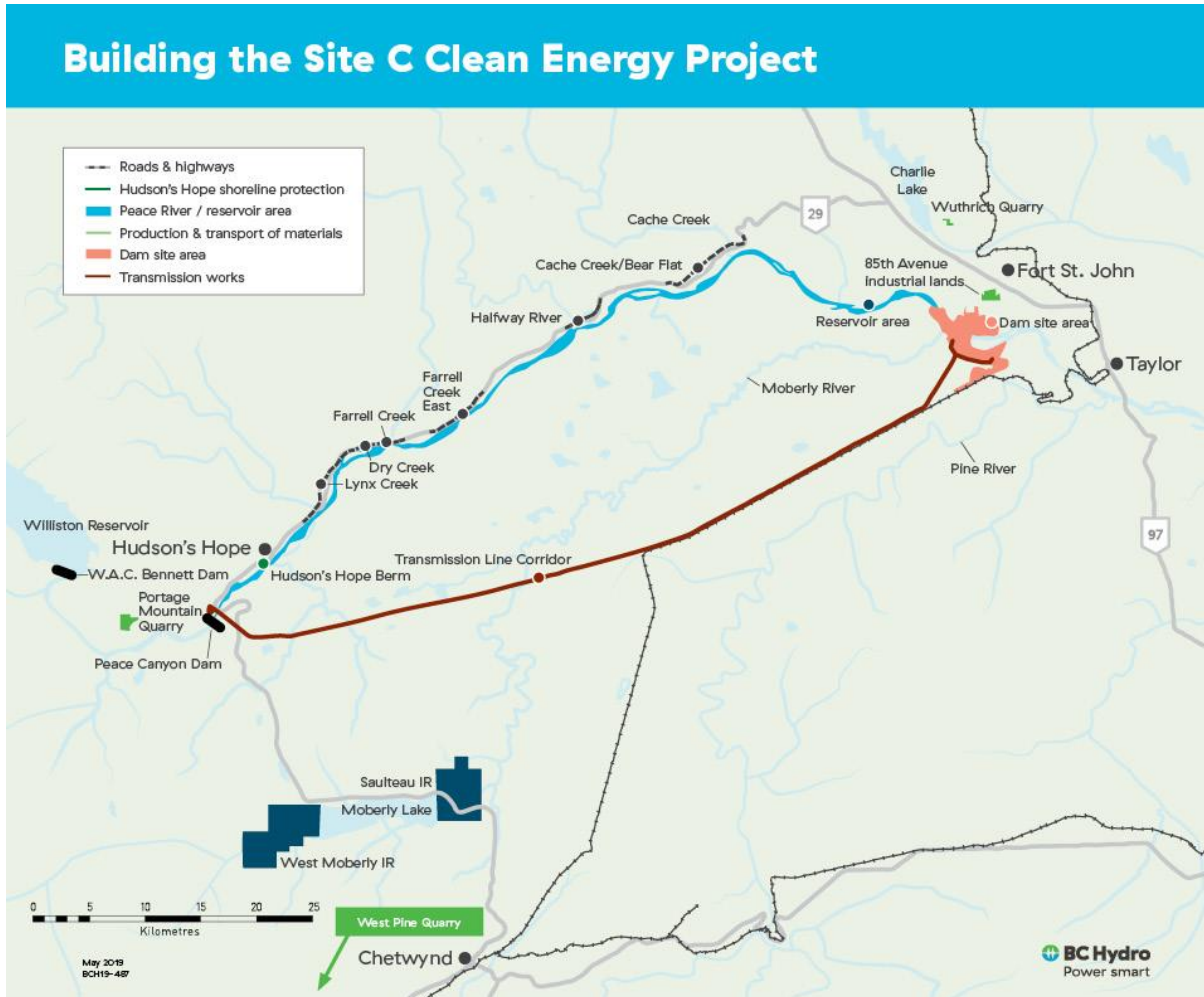 Building the Site C Clean Energy Project
Roads & highways
Hudson's Hope shoreline protection
Peace River / reservoir area
Production & transport of materials
Dam site area
Transmission works
Charlie
Lake
Wuthrich Quarry
Cache Creek
29
Cache Creek/Bear Flat
85th Avenue
Industrial lands
Fort St. John
Halfway River
Reservoir area
Dam site area
Taylor
Moberly River
Farrell
Creek
East
Farrell Creek
Dry Creek
Lynx Creek
Pine River
Williston Reservoir
Hudson's Hope
97
W.A.C. Bennett Dam
Hudson's Hope Berm
Transmission Line Corridor
Portage
Mountain
Quarry
Peace Canyon Dam
Saulteau IR
Moberly Lake
West Moberly IR
0 5 10 15 20 25
Kilometres
West Pine Quarry
Chetwynd
May 2019
BCH19-487
BC Hydro
Power smart